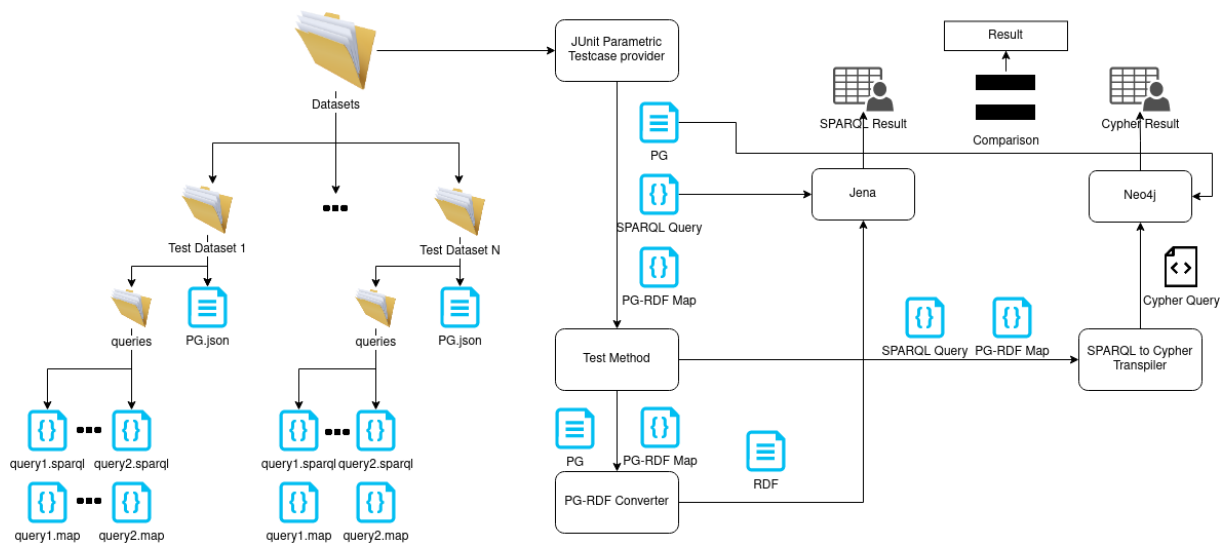 Datasets
JUnit Parametric
Testcase provider
Result
SPARQL Result
Comparison
Cypher Result
PG
Jena
Neo4j
SPARQL Query
PG-RDF Map
Test Dataset 1
Test Dataset N
queries
PG.json
queries
PG.json
Cypher Query
Test Method
SPARQL Query
PG-RDF Map
SPARQL to Cypher
Transpiler
query1.sparql
query2.sparql
query1.sparql
query2.sparql
PG
PG-RDF Map
RDF
PG-RDF Converter
query1.map
query2.map
query1.map
query2.map